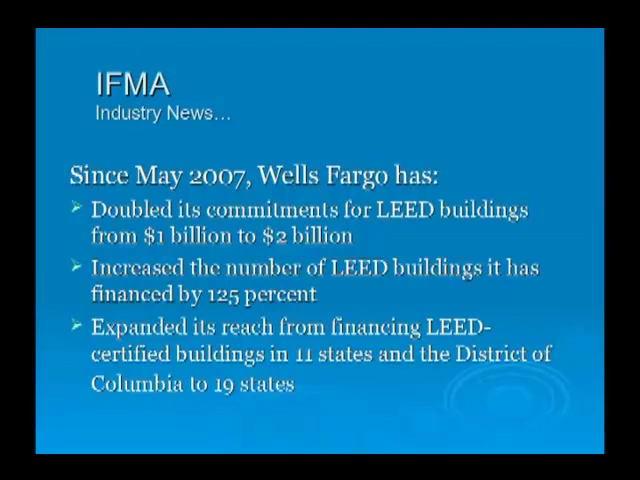 IFMA
Industry News…
Since May 2007, Wells Fargo has:
Doubled its commitments for LEED buildings
from $1 billion to $2 billion
Increased the number of LEED buildings it has
financed by 125 percent
Expanded its reach from financing LEED-
certified buildings in 11 states and the District of
Columbia to 19 states